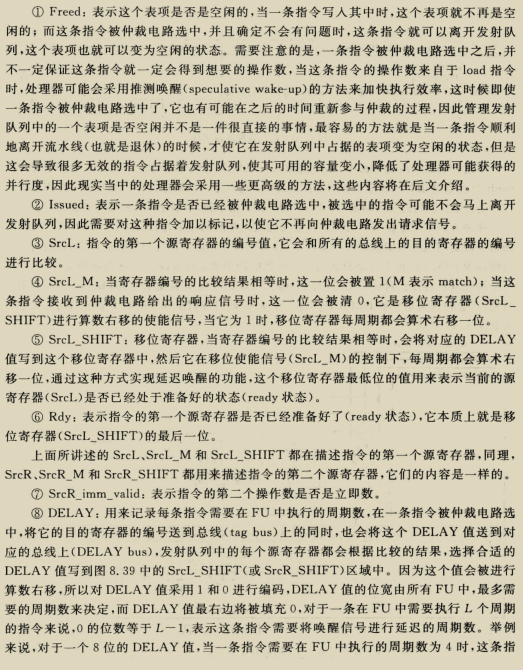 ① Freed：表示这个表项是否是空闲的，当一条指令写入其中时，这个表项就不再是空
闲的；而这条指令被仲裁电路选中，并且确定不会有问题时，这条指令就可以离开发射队
列，这个表项也就可以变为空闲的状态。需要注意的是，一条指令被仲裁电路选中之后，并
不一定保证这条指令就一定会得到想要的操作数，当这条指令的操作数来自于 load 指令
时，处理器可能会采用推测唤醒(speculative wake-up)的方法来加快执行效率，这时候即使
一条指令被仲裁电路选中了，它也有可能在之后的时间重新参与仲裁的过程，因此管理发射
队列中的一个表项是否空闲并不是一件很直接的事情，最容易的方法就是当一条指令顺利
地离开流水线(也就是退休)的时候，才使它在发射队列中占据的表项变为空闲的状态，但是
这会导致很多无效的指令占据着发射队列，使其可用的容量变小，降低了处理器可能获得的
并行度，因此现实当中的处理器会采用一些更高级的方法，这些内容将在后文介绍。
② Issued：表示一条指令是否已经被仲裁电路选中，被选中的指令可能不会马上离开
发射队列，因此需要对这种指令加以标记，以使它不再向仲裁电路发出请求信号。
③ SrcL：指令的第一个源寄存器的编号值，它会和所有的总线上的目的寄存器的编号
进行比较。
④ SrcL_M：当寄存器编号的比较结果相等时，这一位会被置 1(M 表示 match)；当这
条指令接收到仲裁电路给出的响应信号时，这一位会被清 0，它是移位寄存器(SrcL_
SHIFT)进行算数右移的使能信号，当它为 1 时，移位寄存器每周期都会算术右移一位。
⑤ SrcL_SHIFT：移位寄存器，当寄存器编号的比较结果相等时，会将对应的 DELAY
值写到这个移位寄存器中，然后它在移位使能信号(SrcL_M)的控制下，每周期都会算术右
移一位，通过这种方式实现延迟唤醒的功能，这个移位寄存器最低位的值用来表示当前的源
寄存器(SrcL)是否已经处于准备好的状态(ready 状态)。
⑥ Rdy：表示指令的第一个源寄存器是否已经准备好了(ready 状态)，它本质上就是移
位寄存器(SrcL_SHIFT)的最后一位。
上面所讲述的 SrcL、SrcL_M 和 SrcL_SHIFT 都在描述指令的第一个源寄存器，同理，
SrcR、SrcR_M 和 SrcR_SHIFT 都用来描述指令的第二个源寄存器，它们的内容是一样的。
⑦ SrcR_imm_valid：表示指令的第二个操作数是否是立即数。
⑧ DELAY：用来记录每条指令需要在 FU 中执行的周期数，在一条指令被仲裁电路选
中，将它的目的寄存器的编号送到总线(tag bus)上的同时，也会将这个 DELAY 值送到对
应的总线上(DELAY bus)，发射队列中的每个源寄存器都会根据比较的结果，选择合适的
DELAY 值写到图 8.39 中的 SrcL_SHIFT(或 SrcR_SHIFT)区域中。因为这个值会被进行
算数右移，所以对 DELAY 值采用 1 和 0 进行编码，DELAY 值的位宽由所有 FU 中，最多需
要的周期数来决定，而 DELAY 值最右边将被填充 0，对于一条在 FU 中需要执行 L 个周期
的指令来说，0 的位数等于 L−1，表示这条指令需要将唤醒信号进行延迟的周期数。举例
来说，对于一个 8 位的 DELAY 值，当一条指令需要在 FU 中执行的周期数为 4 时，这条指